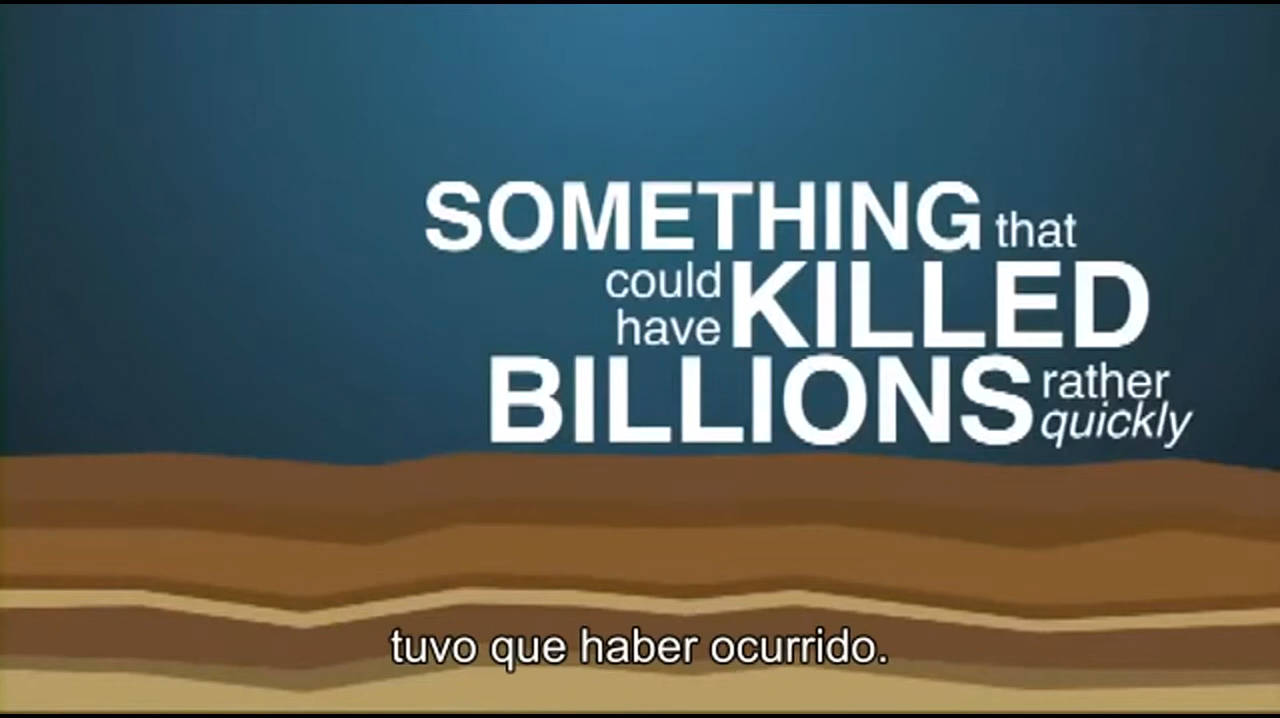 SOMETHING that
could
have KILLED
BILLIONS rather
quickly
tuvo que haber ocurrido.